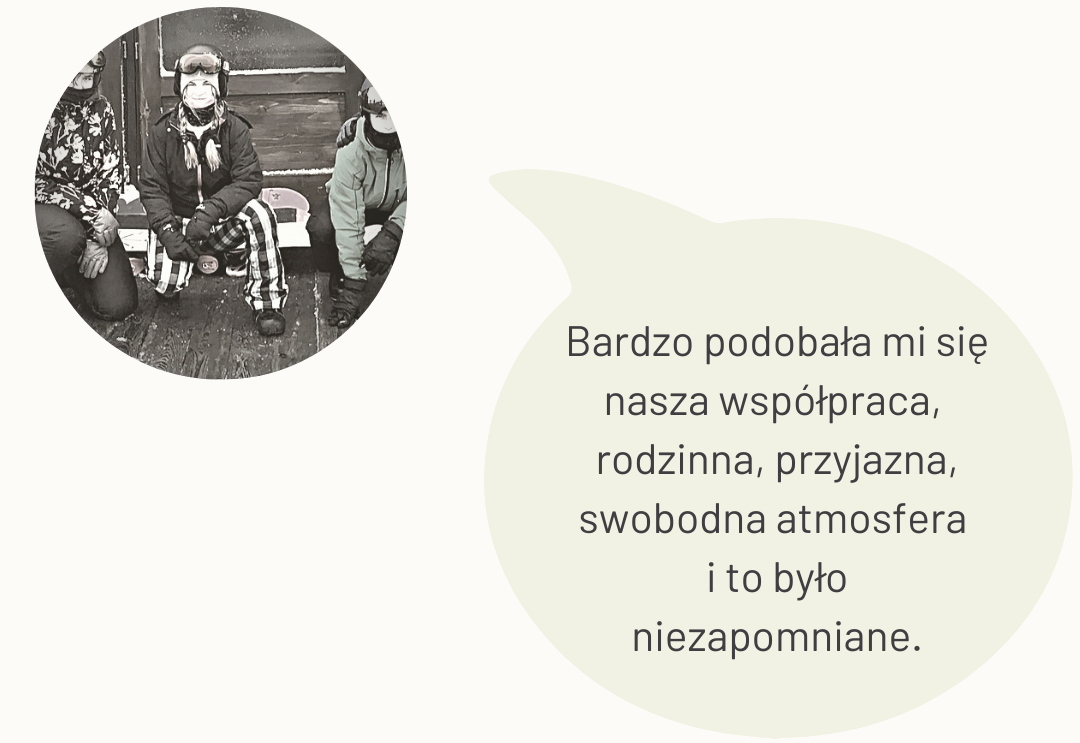 Bardzo podobała mi się
nasza współpraca,
rodzinna, przyjazna,
swobodna atmosfera
i to było
niezapomniane.